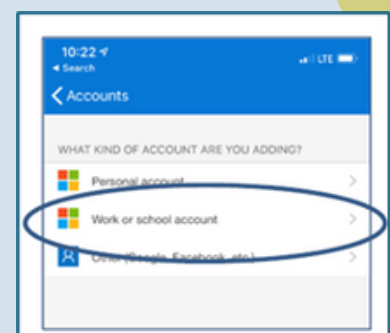 10:22
LTE
Search
Accounts
WHAT KIND OF ACCOUNT ARE YOU ADDING?
Personal account
Work or school account
Other (Google, Facebook, etc.)